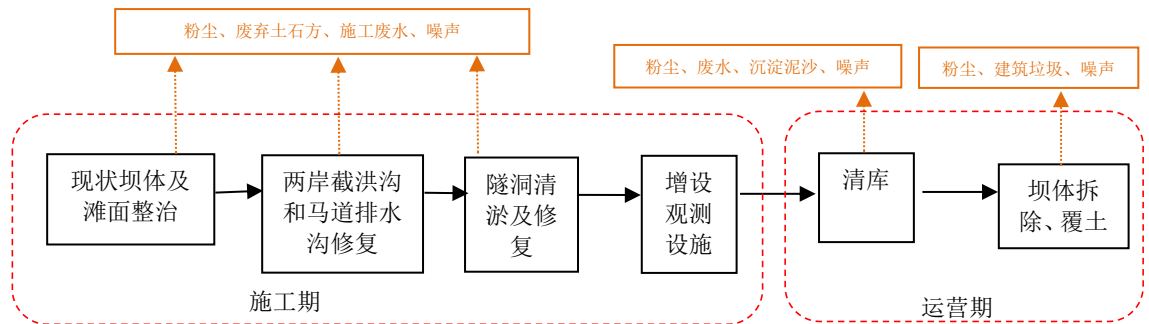 粉尘、废弃土石方、施工废水、噪声
粉尘、废水、沉淀泥沙、噪声
粉尘、建筑垃圾、噪声
现状坝体及
滩面整治
两岸截洪沟
和马道排水
沟修复
隧洞清
淤及修
复
增设
观测
设施
清库
坝体拆
除、覆土
施工期
运营期